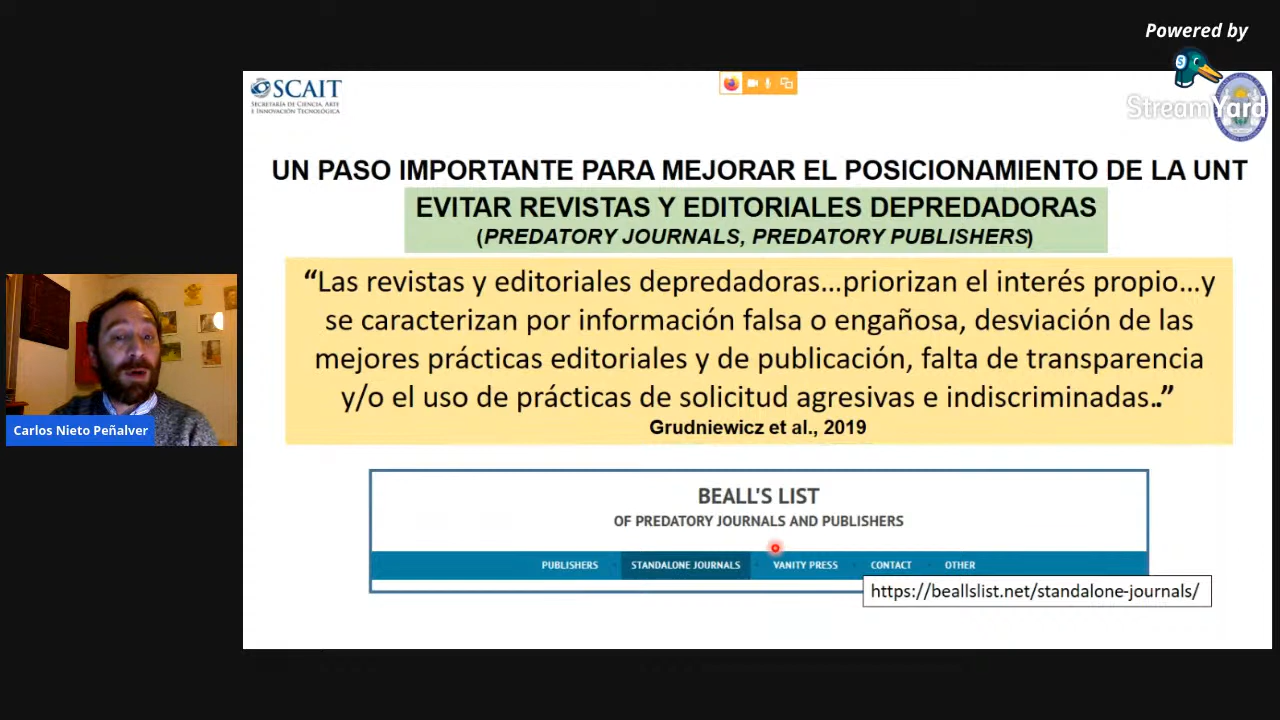 Powered by
StreamYard
SCAIT
SECRETARÍA DE CIENCIA, ARTE
E INNOVACIÓN TECNOLÓGICA
UN PASO IMPORTANTE PARA MEJORAR EL POSICIONAMIENTO DE LA UNT
EVITAR REVISTAS Y EDITORIALES DEPREDADORAS
(PREDATORY JOURNALS, PREDATORY PUBLISHERS)
“Las revistas y editoriales depredadoras...priorizan el interés propio...y
se caracterizan por información falsa o engañosa, desviación de las
mejores prácticas editoriales y de publicación, falta de transparencia
y/o el uso de prácticas de solicitud agresivas e indiscriminadas..”
Grudniewicz et al., 2019
Carlos Nieto Peñalver
BEALL'S LIST
OF PREDATORY JOURNALS AND PUBLISHERS
PUBLISHERS STANDALONE JOURNALS VANITY PRESS CONTACT OTHER
https://beallslist.net/standalone-journals/